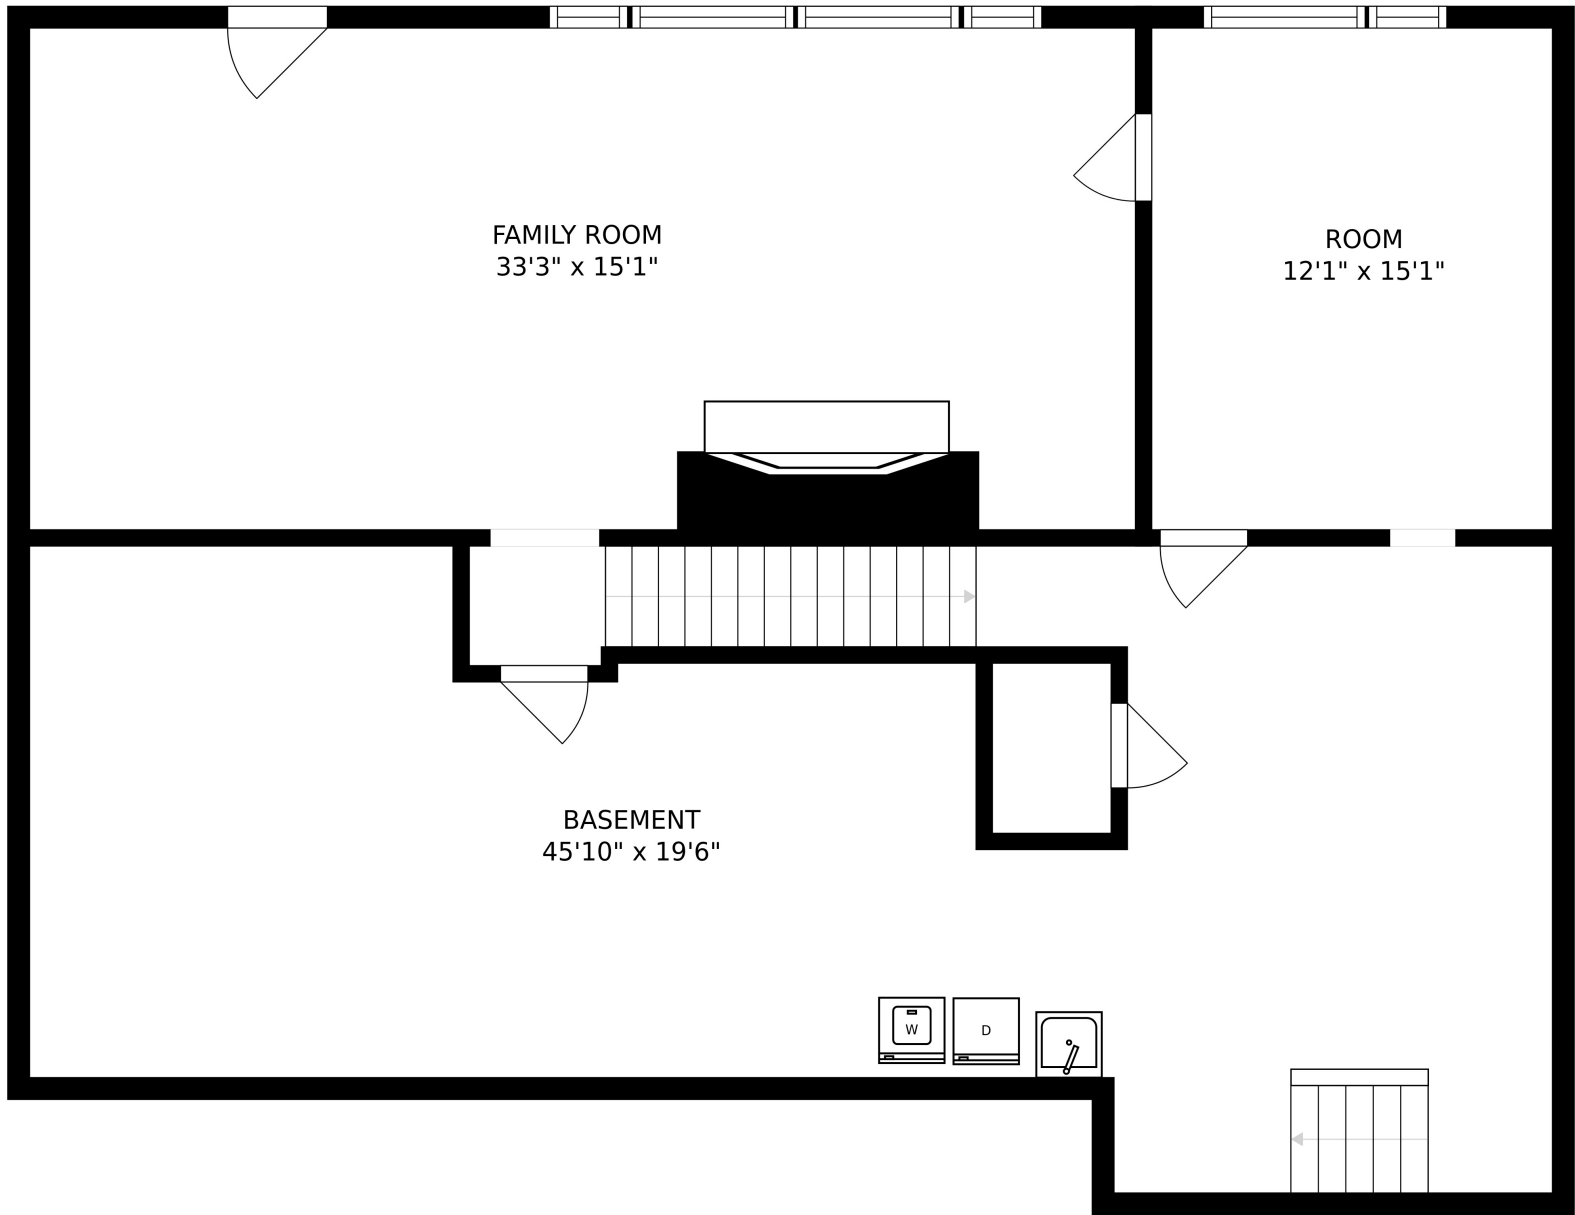 FAMILY ROOM
33'3" x 15'1"
ROOM
12'1" x 15'1"
BASEMENT
45'10" x 19'6"
W
D